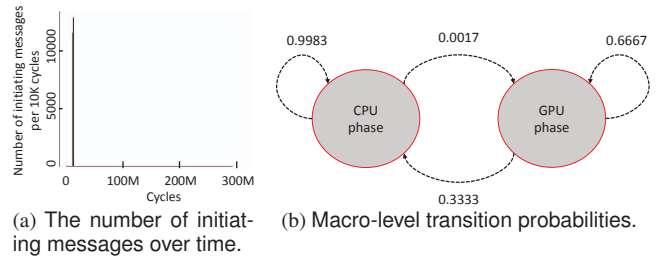 Number of initiating messages
per 10K cycles
10000
5000
0
0
100M
200M
300M
Cycles
(a) The number of initiat-
ing messages over time.
0.9983
0.0017
0.6667
CPU
phase
GPU
phase
0.3333
(b) Macro-level transition probabilities.